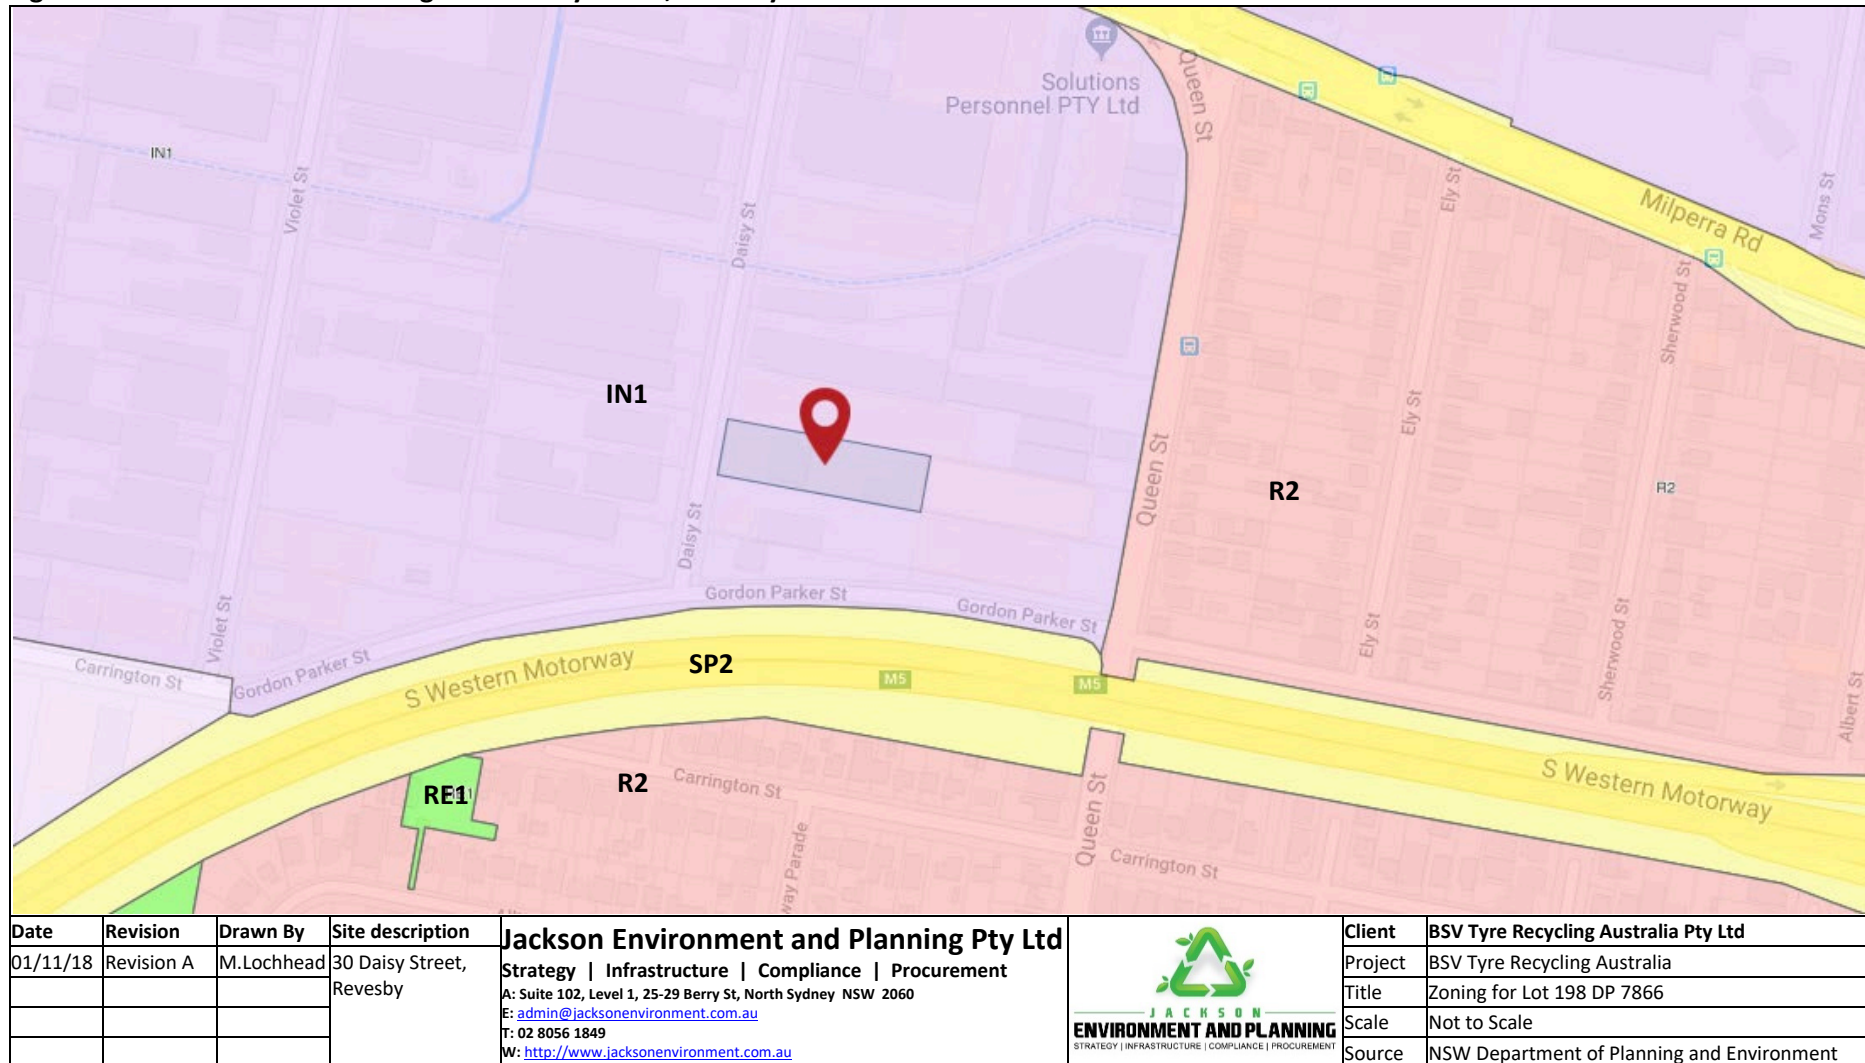 Solutions
Personnel PTY Ltd
Queen St
IN1
Violet St
Daisy St
Ely St
Milperra Rd
Mons St
Sherwood St
IN1
Ely St
Queen St
R2
R2
Daisy St
Gordon Parker St
Gordon Parker St
Violet St
Ely St
Sherwood St
Albert St
Carrington St
Gordon Parker St
S Western Motorway
SP2
M5
M5
S Western Motorway
RE1
R2
Carrington St
Queen St
Carrington St
way Parade
Date Revision Drawn By Site description
01/11/18 Revision A M.Lochhead 30 Daisy Street,
Revesby
Jackson Environment and Planning Pty Ltd
Strategy | Infrastructure | Compliance | Procurement
A: Suite 102, Level 1, 25-29 Berry St, North Sydney NSW 2060
E: admin@jacksonenvironment.com.au
T: 02 8056 1849
W: http://www.jacksonenvironment.com.au
JACKSON
ENVIRONMENT AND PLANNING
STRATEGY | INFRASTRUCTURE | COMPLIANCE | PROCUREMENT
Client BSV Tyre Recycling Australia Pty Ltd
Project BSV Tyre Recycling Australia
Title Zoning for Lot 198 DP 7866
Scale Not to Scale
Source NSW Department of Planning and Environment